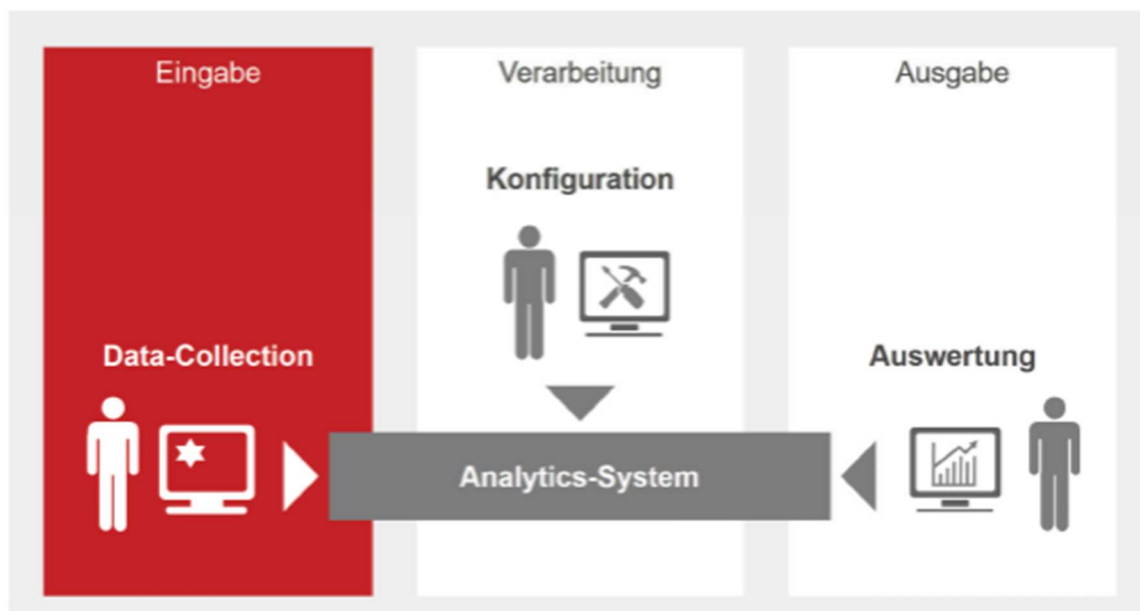 Eingabe
Verarbeitung
Ausgabe
Konfiguration
Data-Collection
Auswertung
Analytics-System